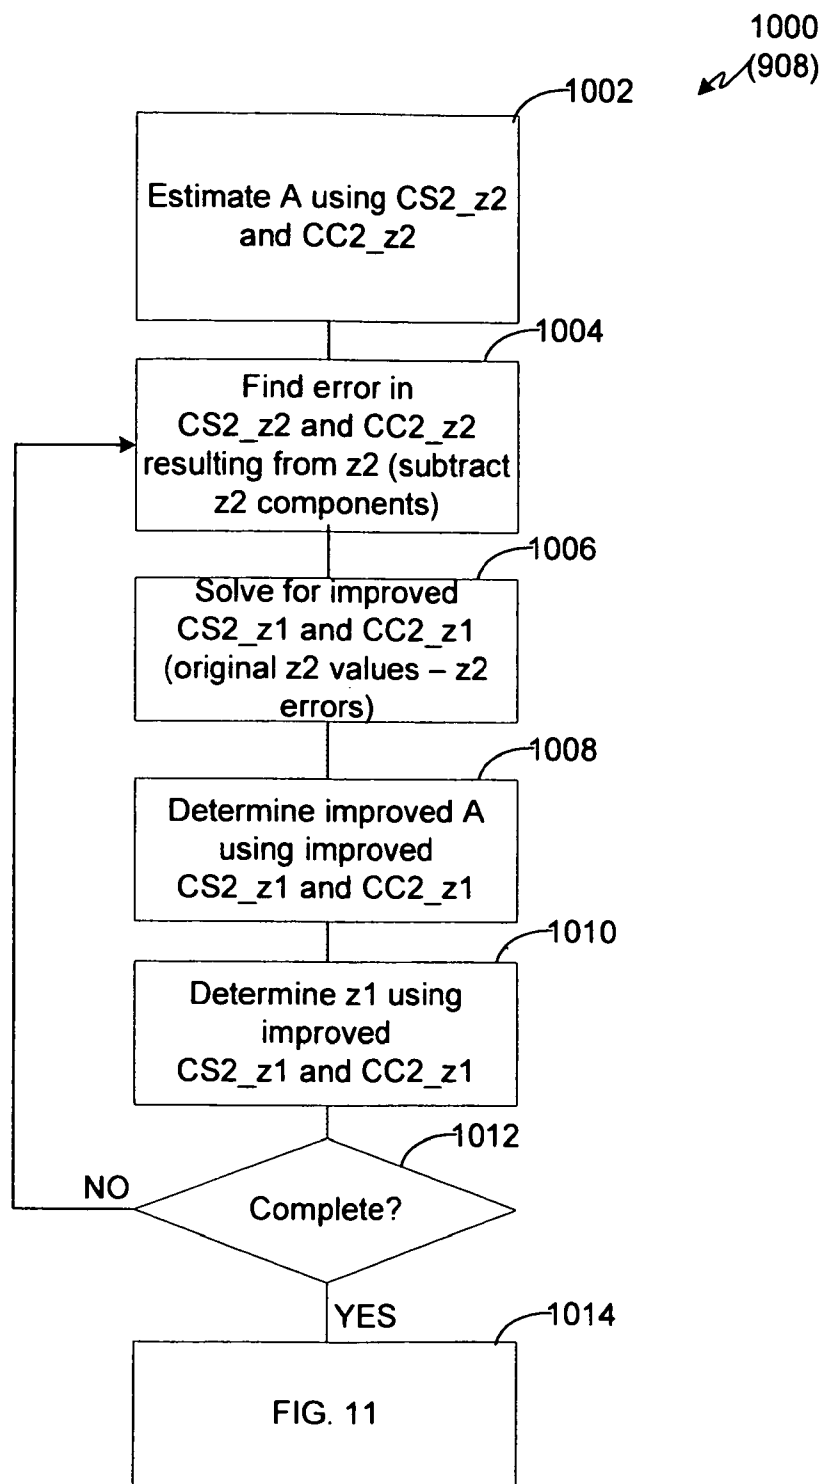 1000
(908)
1002
Estimate A using CS2_z2
and CC2_z2
1004
Find error in
CS2_z2 and CC2_z2
resulting from z2 (subtract
z2 components)
1006
Solve for improved
CS2_z1 and CC2_z1
(original z2 values – z2
errors)
1008
Determine improved A
using improved
CS2_z1 and CC2_z1
1010
Determine z1 using
improved
CS2_z1 and CC2_z1
1012
NO
Complete?
YES
1014
FIG. 11